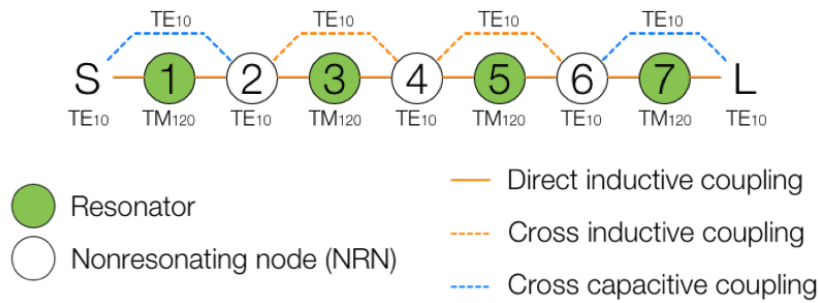 TE10 TE10 TE10 TE10
S 1 2 3 4 5 6 7 L
TE10 TM120 TE10 TM120 TE10 TM120 TE10 TM120 TE10
Resonator
Nonresonating node (NRN)
Direct inductive coupling
Cross inductive coupling
Cross capacitive coupling